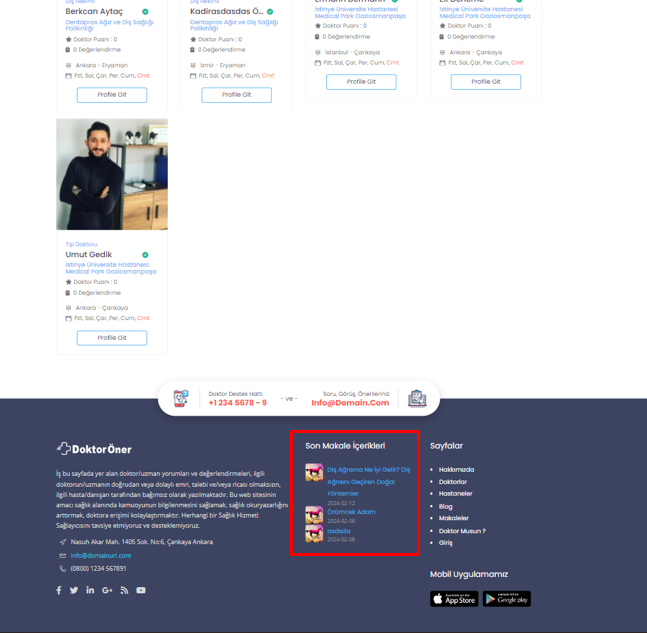 Diş Hekimi
Berkcan Aytaç
Dentapros Ağız ve Diş Sağlığı
Polikinliği
Doktor Puanı : 0
0 Değerlendirme
Ankara - Eryaman
Pzt, Sal, Çar, Per, Cum, Cmt
Profile Git
Diş Hekimi
Kadirasdasdas Ö...
Dentapros Ağız ve Diş Sağlığı
Polikinliği
Doktor Puanı : 0
0 Değerlendirme
İzmir - Eryaman
Pzt, Sal, Çar, Per, Cum, Cmt
Profile Git
İstinye Üniversite Hastanesi
Medical Park Gaziosmanpaşa
Doktor Puanı : 0
0 Değerlendirme
İstanbul - Çankaya
Pzt, Sal, Çar, Per, Cum, Cmt
Profile Git
İstinye Üniversite Hastanesi
Medical Park Gaziosmanpaşa
Doktor Puanı : 0
0 Değerlendirme
Ankara - Çankaya
Pzt, Sal, Çar, Per, Cum, Cmt
Profile Git
Tıp Doktoru
Umut Gedik
İstinye Üniversite Hastanesi
Medical Park Gaziosmanpaşa
Doktor Puanı : 0
0 Değerlendirme
Ankara - Çankaya
Pzt, Sal, Çar, Per, Cum, Cmt
Profile Git
Doktor Destek Hattı
+1 234 5678 - 9
- ve -
Soru, Görüş, Önerileriniz
Info@Domain.Com
DoktorÖner
İş bu sayfada yer alan doktor/uzman yorumları ve değerlendirmeleri, ilgili
doktorun/uzmanın doğrudan veya dolaylı emri, talebi ve/veya ricası olmaksızın,
ilgili hasta/danışan tarafından bağımsız olarak yazılmaktadır. Bu web sitesinin
amacı sağlık alanında kamuoyunun bilgilenmesini sağlamak, sağlık okuryazarlığını
arttırmak, doktora erişimi kolaylaştırmaktır. Herhangi bir Sağlık Hizmeti
Sağlayıcısını tavsiye etmiyoruz ve desteklemiyoruz.
Nasuh Akar Mah. 1405 Sok. No:6, Çankaya Ankara
info@domainuri.com
(0800) 1234 567891
Son Makale İçerikleri
Diş Ağrısına Ne İyi Gelir? Diş
Ağrısını Geçiren Doğal
Yöntemler
2024-02-12
Örümcek Adam
2024-02-08
asdsda
2024-02-08
Sayfalar
Hakkımızda
Doktorlar
Hastaneler
Blog
Makaleler
Doktor Musun ?
Giriş
Mobil Uygulamamız
App Store
Google play